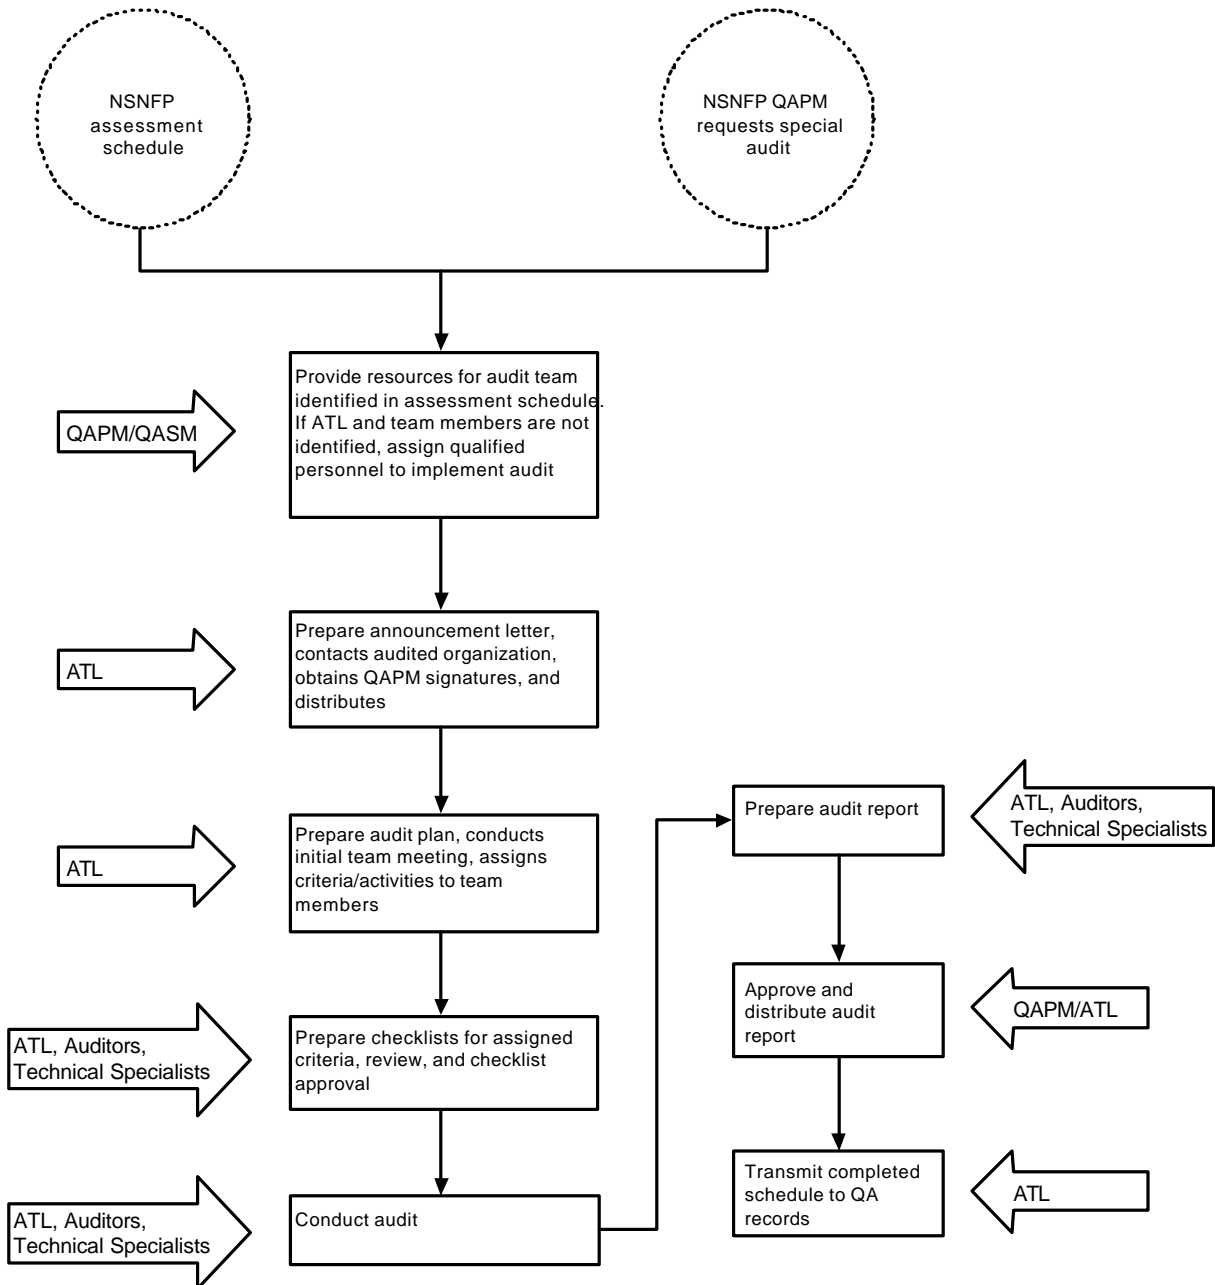 NSNFP
assessment
schedule
NSNFP QAPM
requests special
audit
QAPM/QASM
Provide resources for audit team
identified in assessment schedule.
If ATL and team members are not
identified, assign qualified
personnel to implement audit
ATL
Prepare announcement letter,
contacts audited organization,
obtains QAPM signatures, and
distributes
ATL
Prepare audit plan, conducts
initial team meeting, assigns
criteria/activities to team
members
ATL, Auditors,
Technical Specialists
Prepare checklists for assigned
criteria, review, and checklist
approval
ATL, Auditors,
Technical Specialists
Conduct audit
Prepare audit report
ATL, Auditors,
Technical Specialists
Approve and
distribute audit
report
QAPM/ATL
Transmit completed
schedule to QA
records
ATL